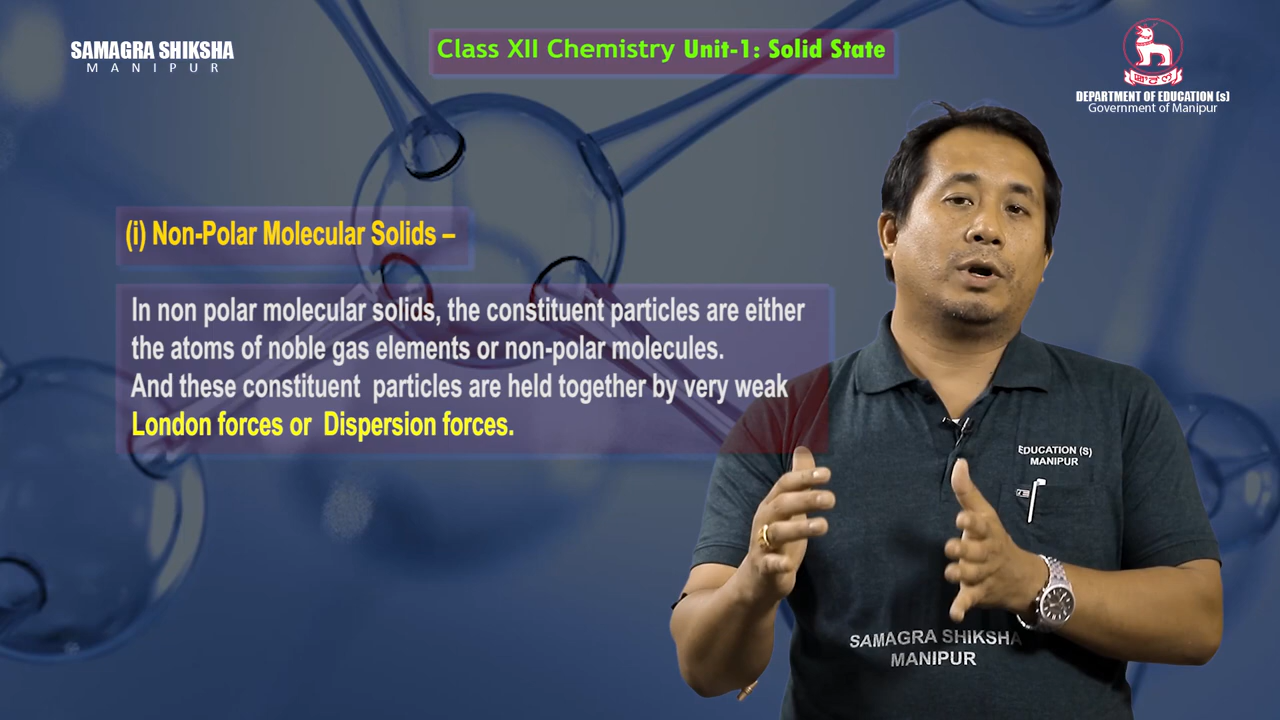 SAMAGRA SHIKSHA
MANIPUR
Class XII Chemistry Unit-1: Solid State
DEPARTMENT OF EDUCATION (s)
Government of Manipur
(i) Non-Polar Molecular Solids –
In non polar molecular solids, the constituent particles are either
the atoms of noble gas elements or non-polar molecules.
And these constituent particles are held together by very weak
London forces or Dispersion forces.
EDUCATION (S)
MANIPUR
SAMAGRA SHIKSHA
MANIPUR